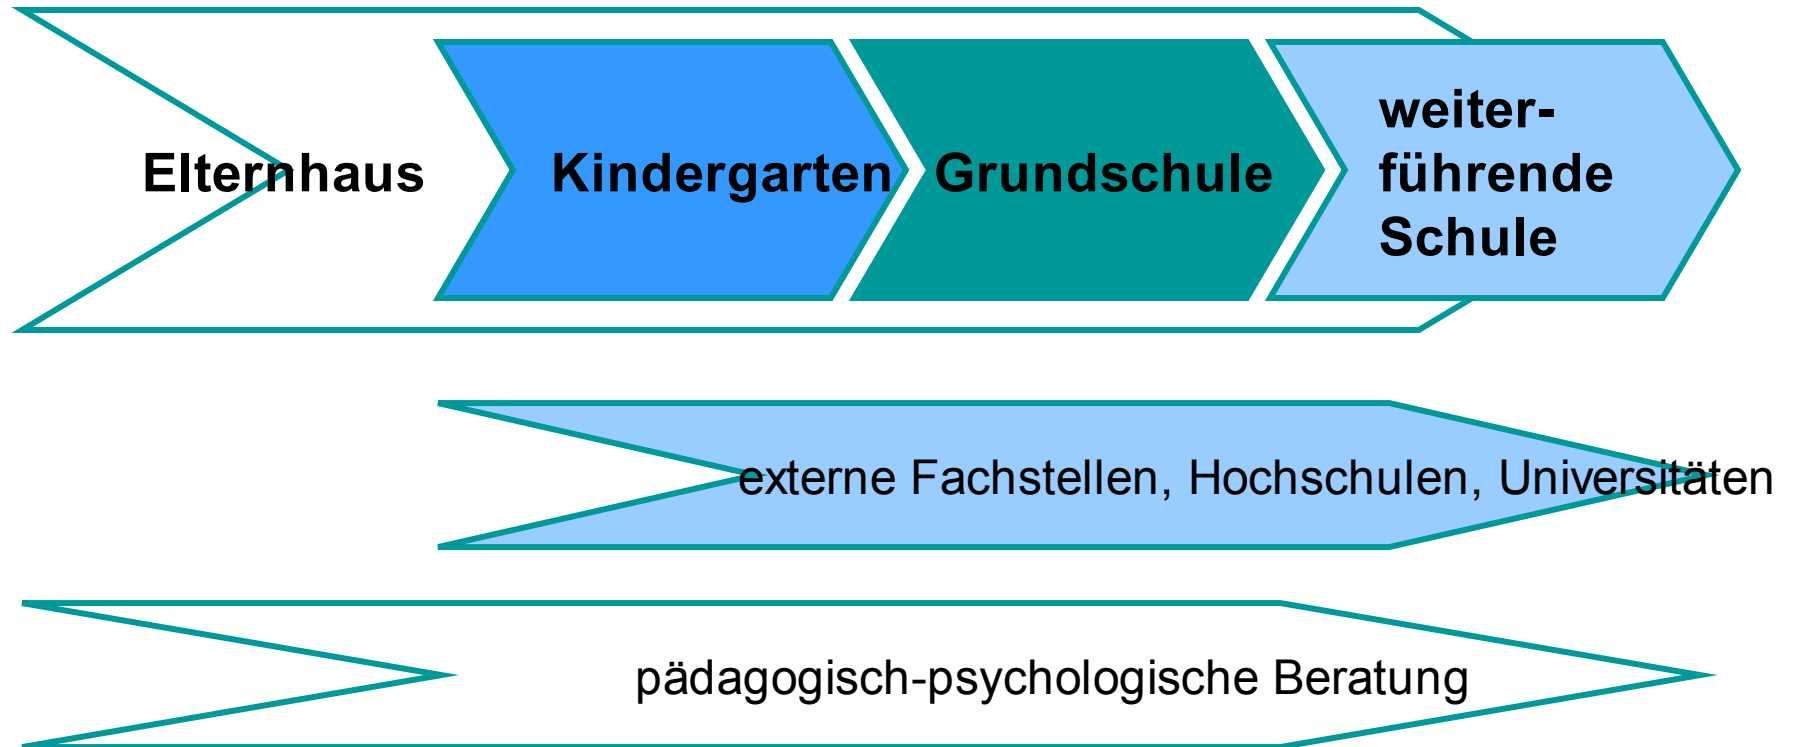 Elternhaus
Kindergarten
Grundschule
weiter-
führende
Schule
externe Fachstellen, Hochschulen, Universitäten
pädagogisch-psychologische Beratung